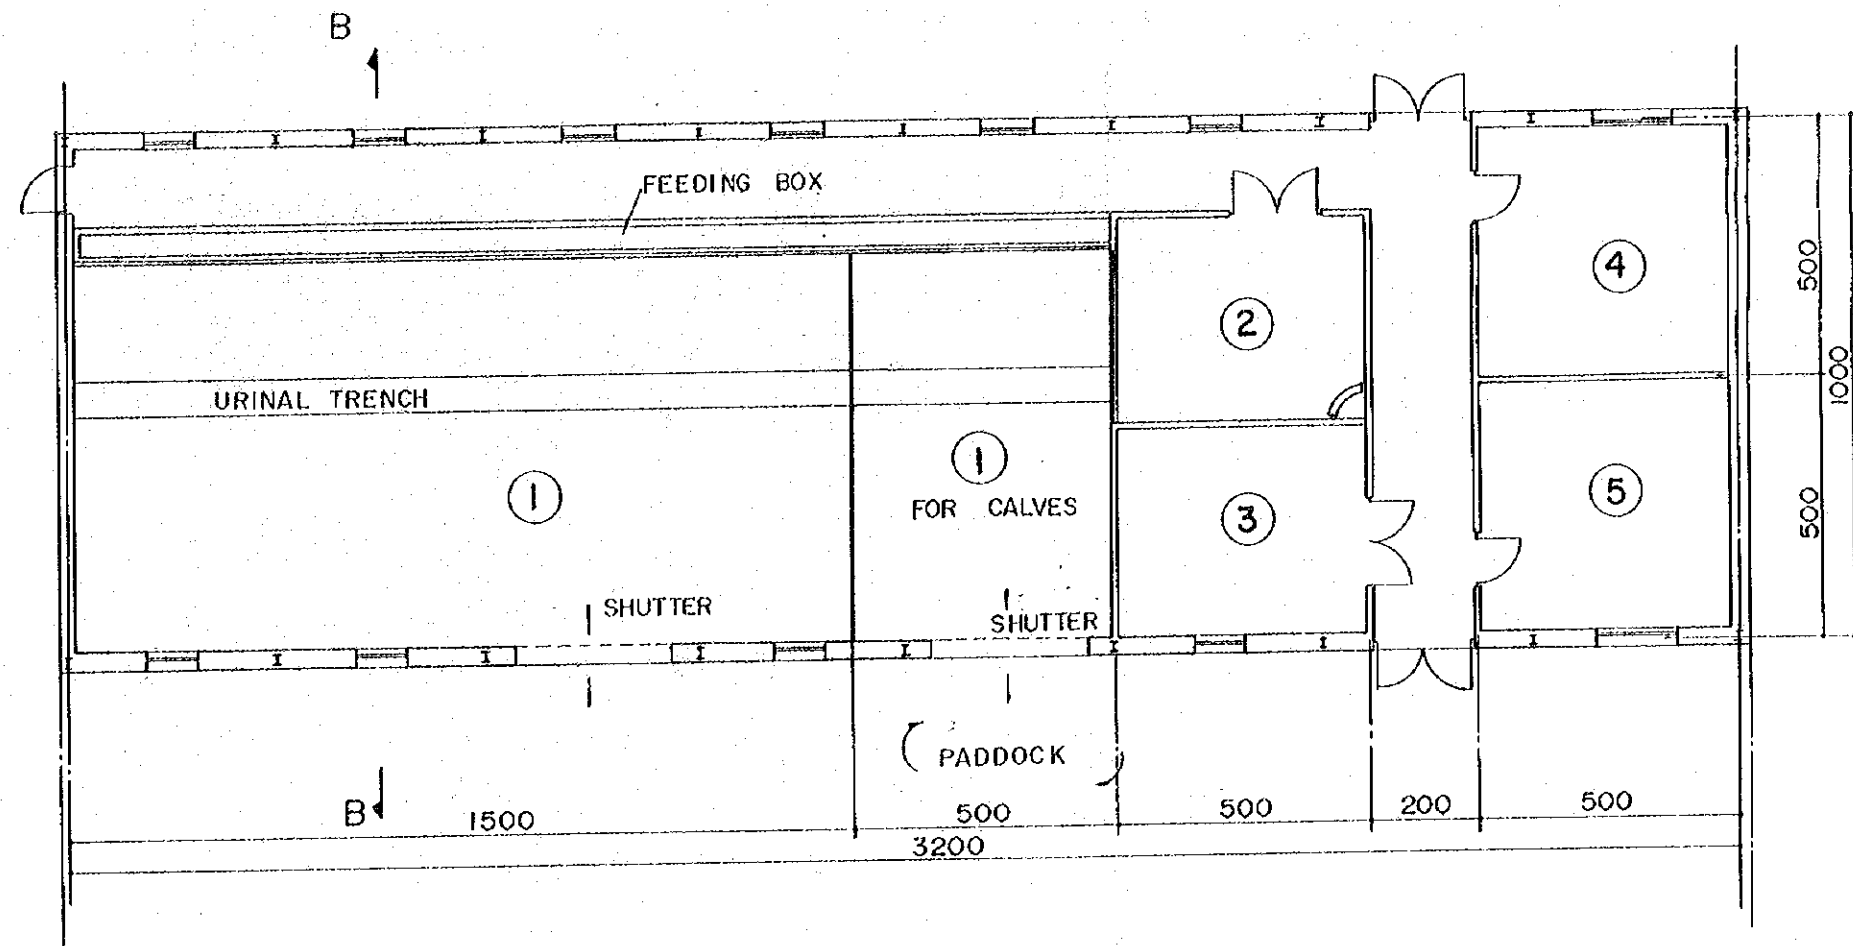 B
FEEDING BOX
4
500
2
1000
URINAL TRENCH
1
1
FOR CALVES
3
5
500
SHUTTER
SHUTTER
PADDOCK
B
1500
500
500
200
500
3200